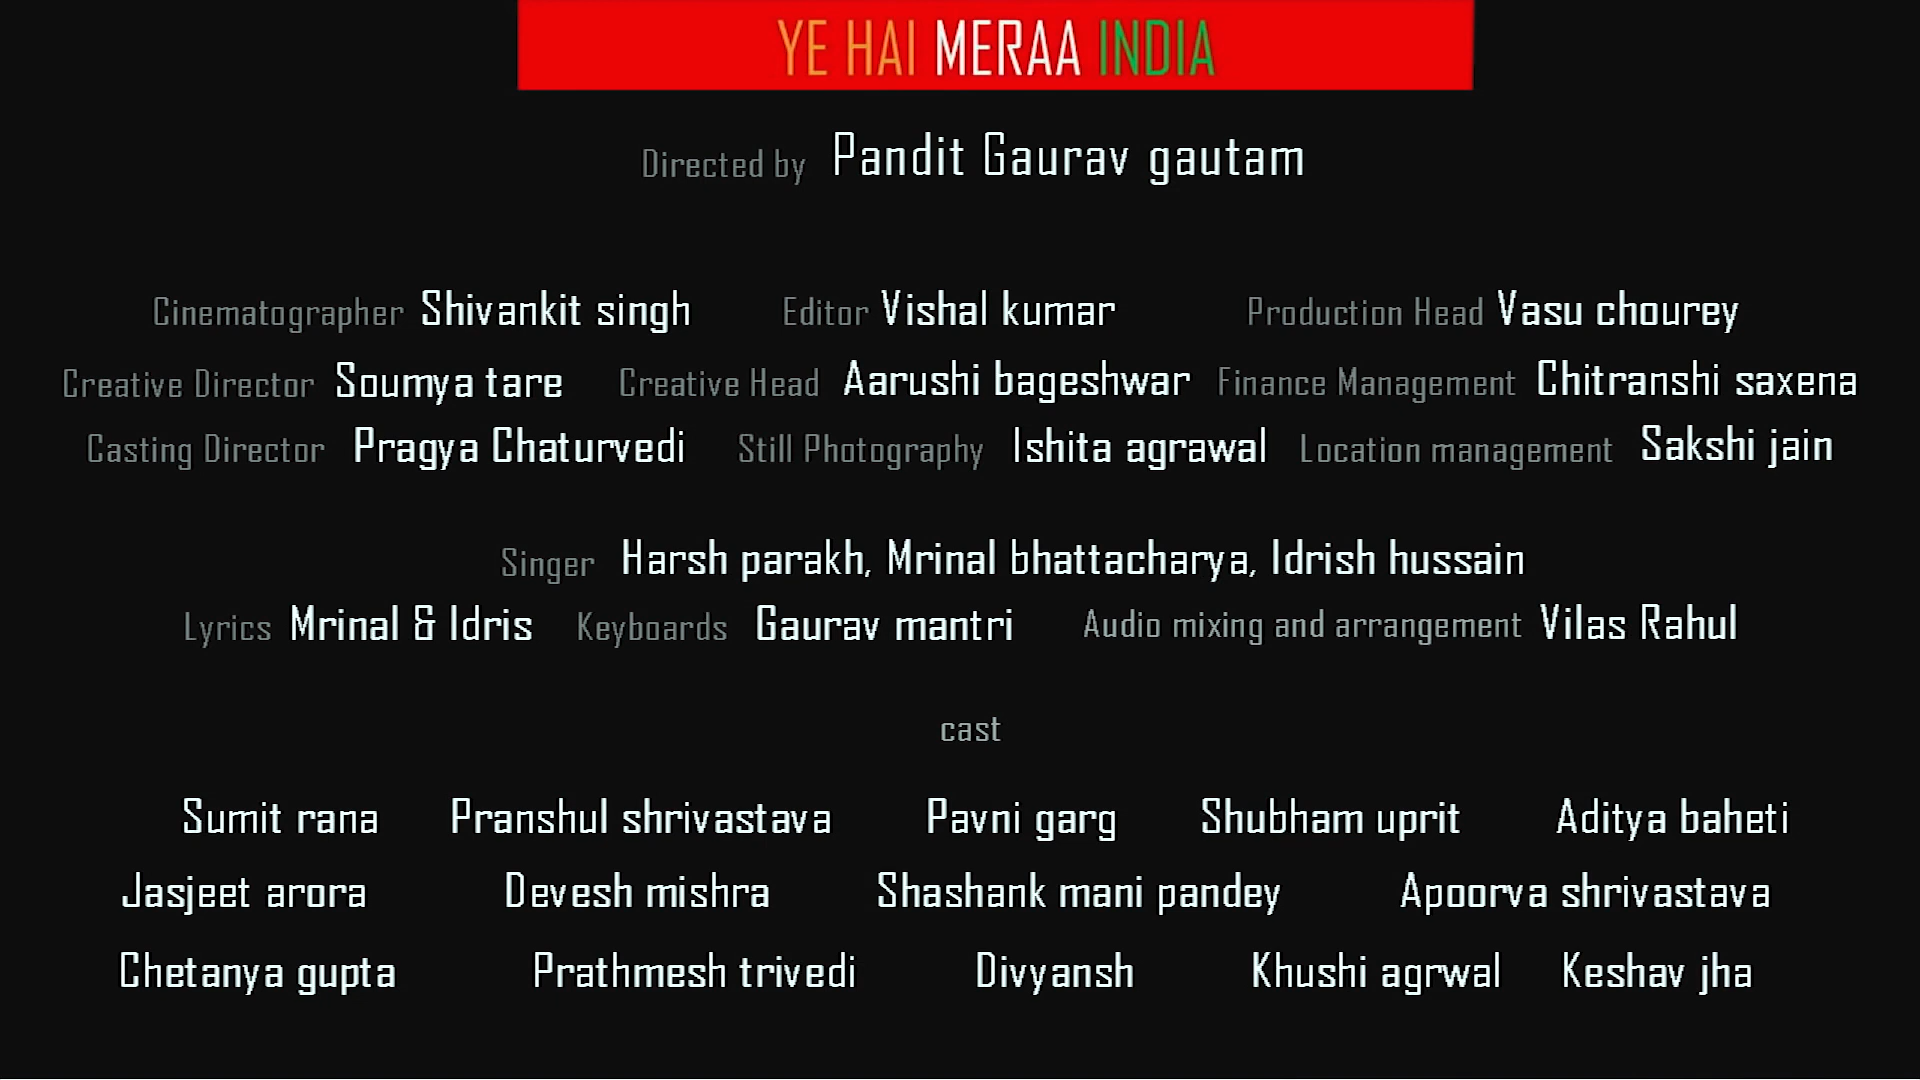 YE HAI MERAA INDIA
Directed by Pandit Gaurav gautam
Cinematographer Shivankit singh Editor Vishal kumar Production Head Vasu chourey
Creative Director Soumya tare Creative Head Aarushi bageshwar Finance Management Chitranshi saxena
Casting Director Pragya Chaturvedi Still Photography Ishita agrawal Location management Sakshi jain
Singer Harsh parakh, Mrinal bhattacharya, Idrish hussain
Lyrics Mrinal & Idris Keyboards Gaurav mantri Audio mixing and arrangement Vilas Rahul
cast
Sumit rana Pranshul shrivastava Pavni garg Shubham uprit Aditya baheti
Jasjeet arora Devesh mishra Shashank mani pandey Apoorva shrivastava
Chetanya gupta Prathmesh trivedi Divyansh Khushi agrwal Keshav jha